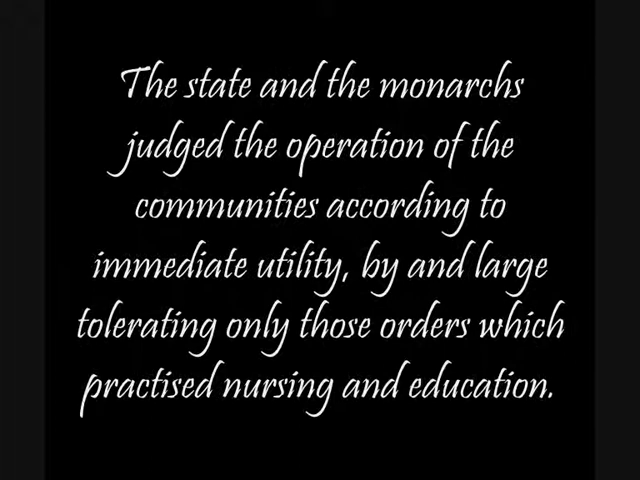 The state and the monarchs
judged the operation of the
communities according to
immediate utility, by and large
tolerating only those orders which
practised nursing and education.